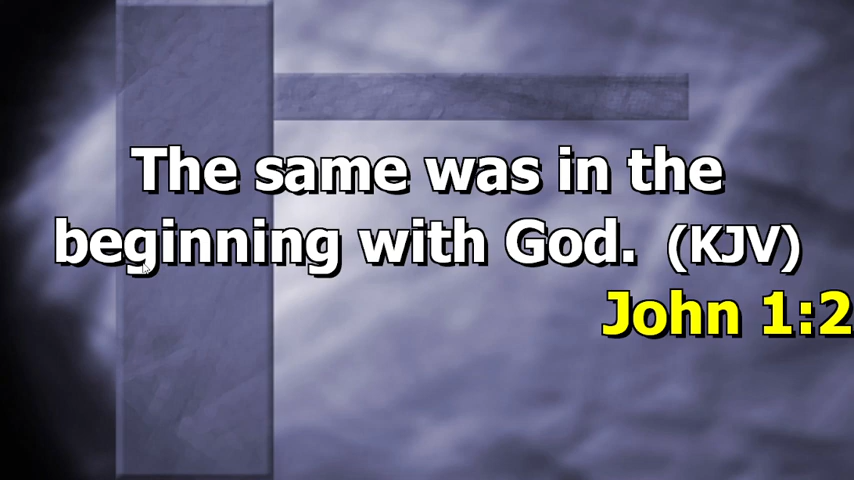 The same was in the
beginning with God. (KJV)
John 1:2